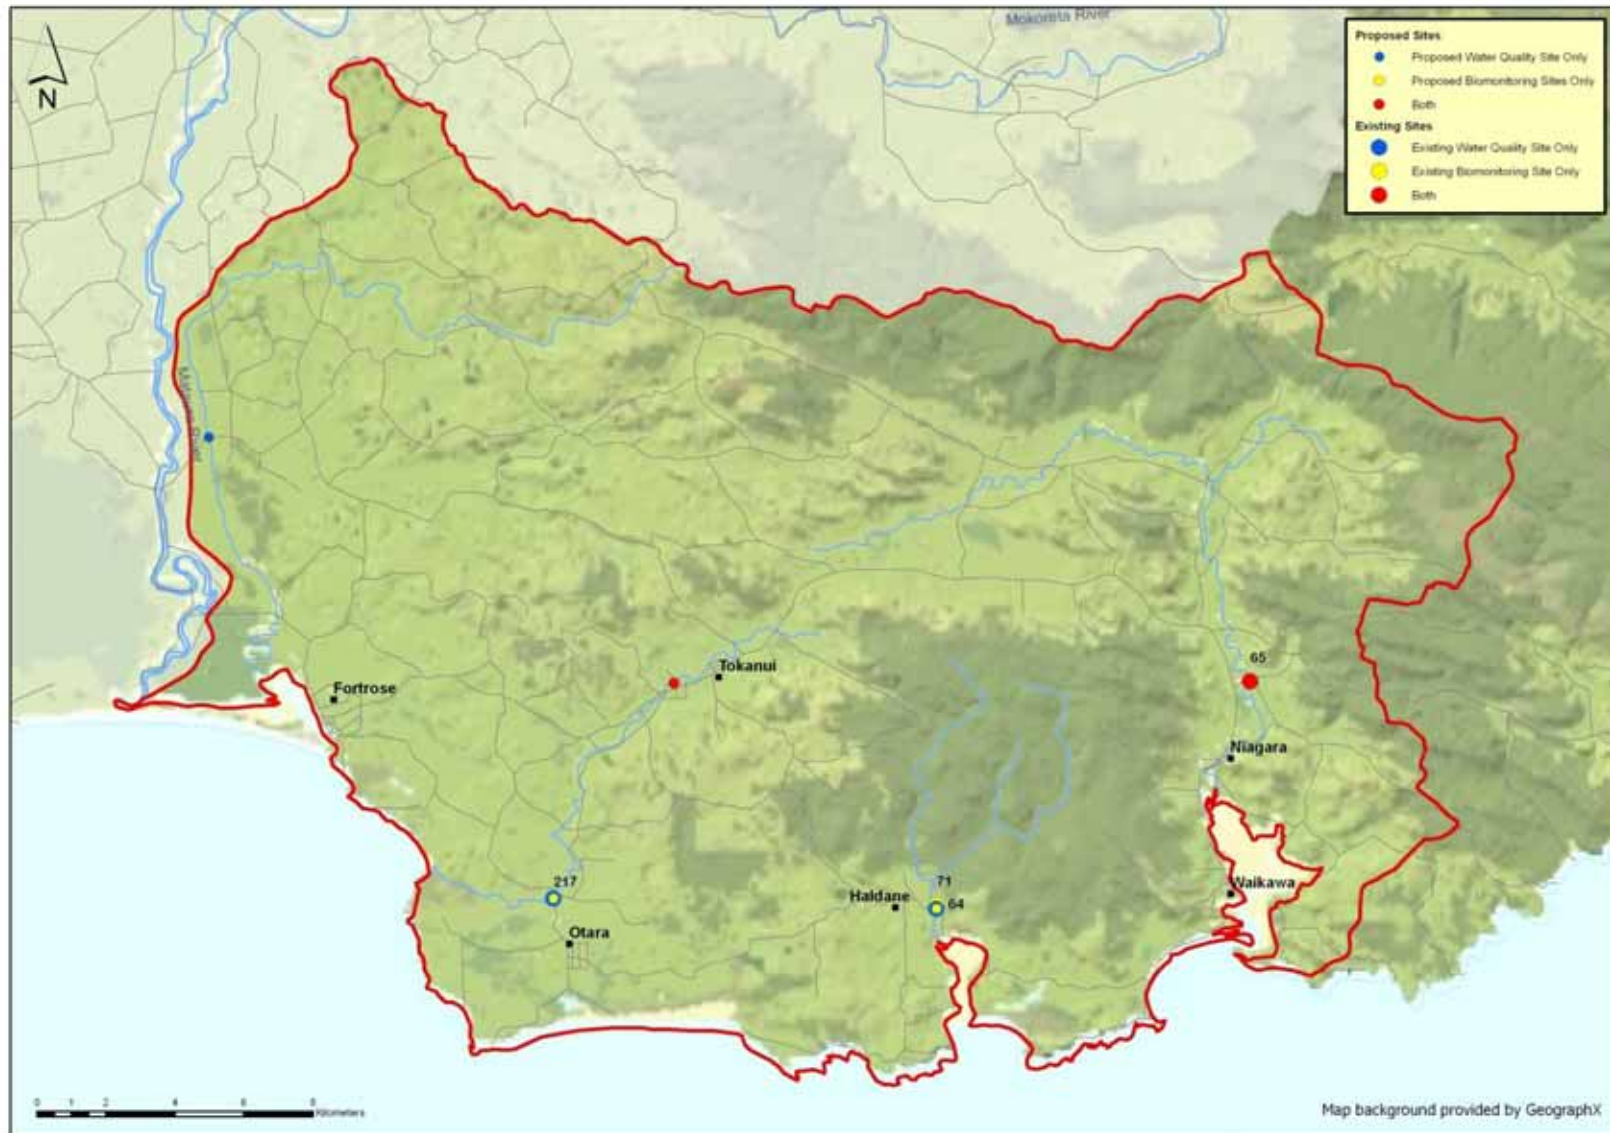 Mokoreta River
Proposed Sites
Proposed Water Quality Site Only
Proposed Biomonitoring Sites Only
Both
Existing Sites
Existing Water Quality Site Only
Existing Biomonitoring Site Only
Both
N
River
65
Tokanui
Fortrose
Niagara
217
71
Haldane
64
Waikawa
Otara
0 1 2 4 6 8
Kilometers
Map background provided by GeographX